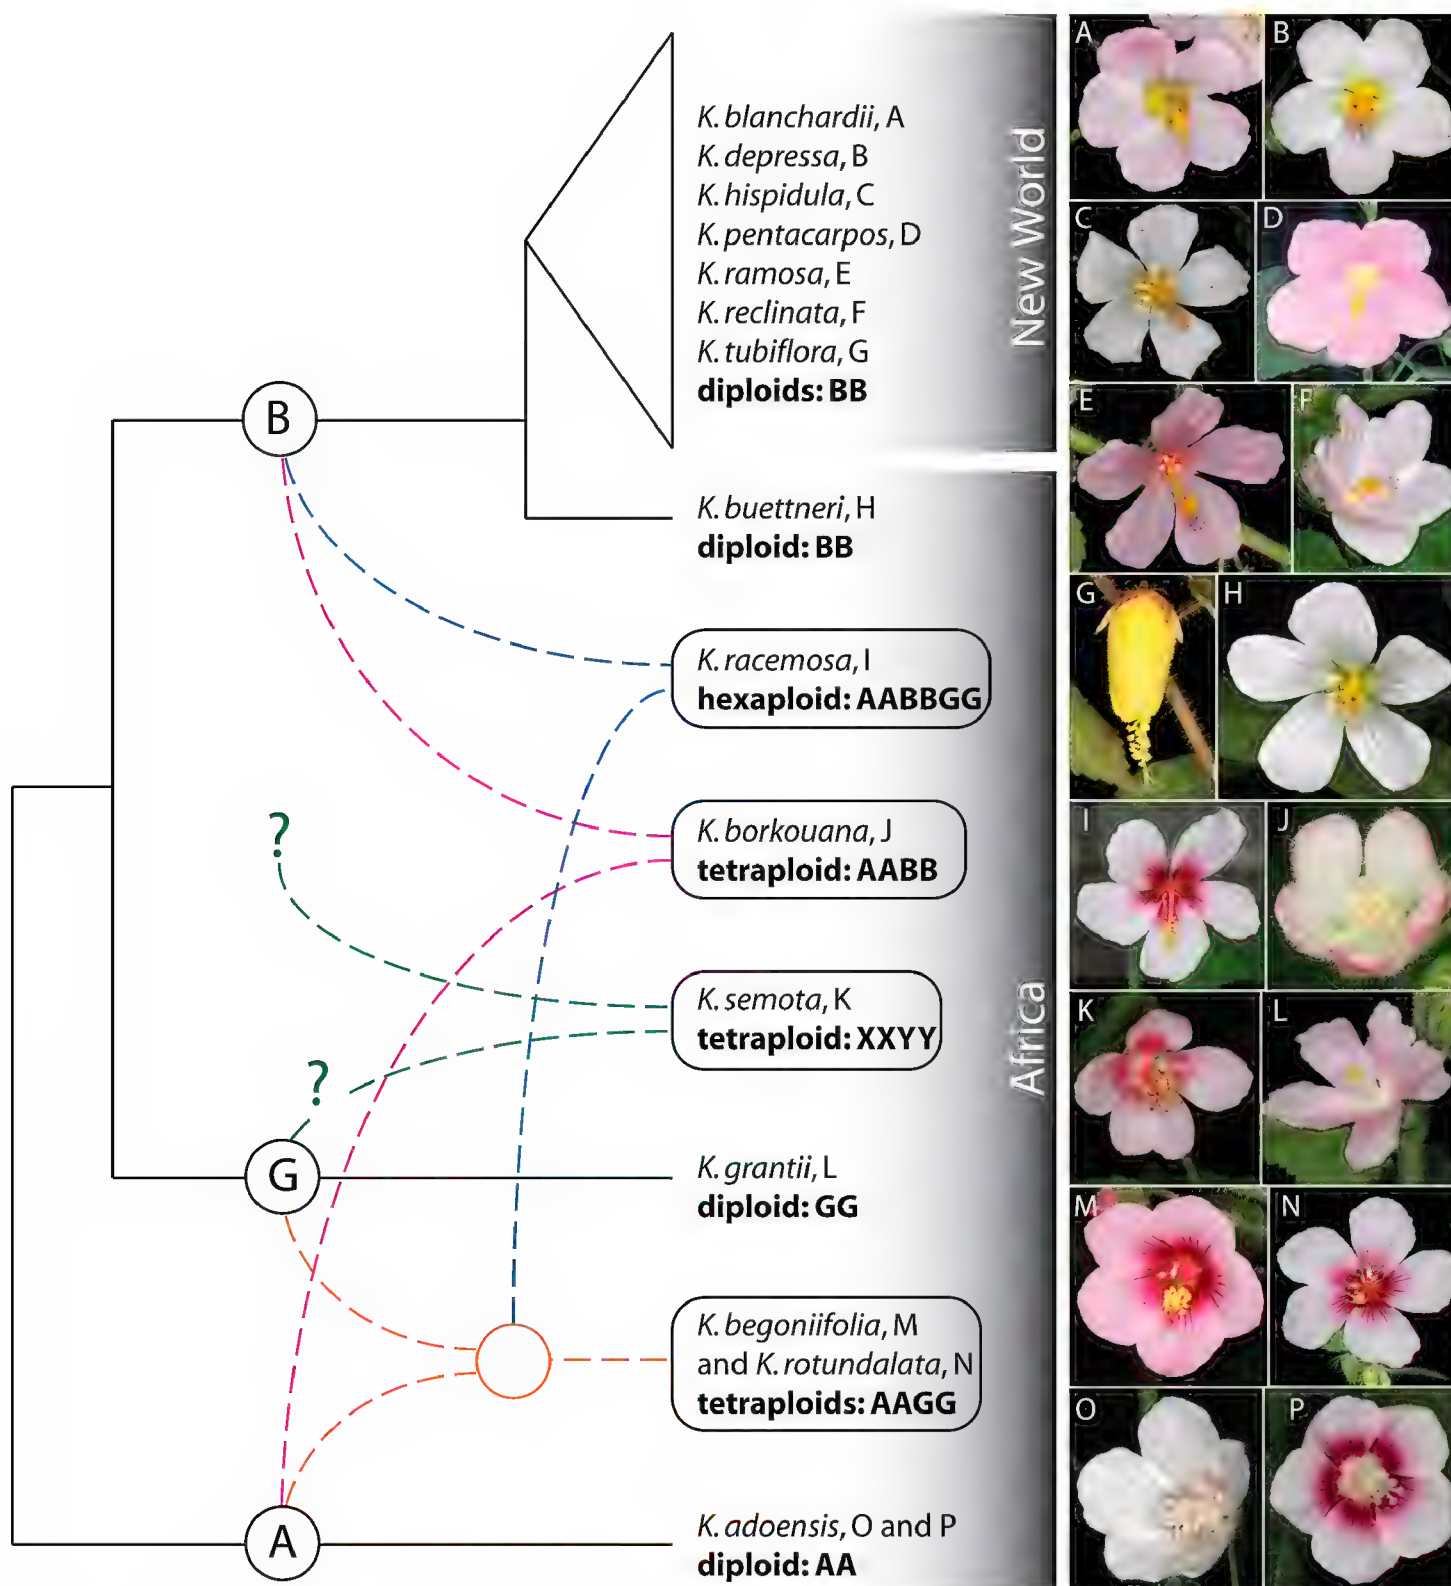 K. blanchardii, A
K. depressa, B
K. hispidula, C
K. pentacarpos, D
K. ramosa, E
K. reclinata, F
K. tubiflora, G
diploids: BB
New World
B
K. buettneri, H
diploid: BB
K. racemosa, I
hexaploid: AABBGG
?
K. borkouana, J
tetraploid: AABB
K. semota, K
tetraploid: XXYY
?
Africa
G
K. grantii, L
diploid: GG
K. begoniifolia, M
and K. rotundalata, N
tetraploids: AAGG
A
K. adoensis, O and P
diploid: AA
A
B
C
D
E
F
G
H
I
J
K
L
M
N
O
P